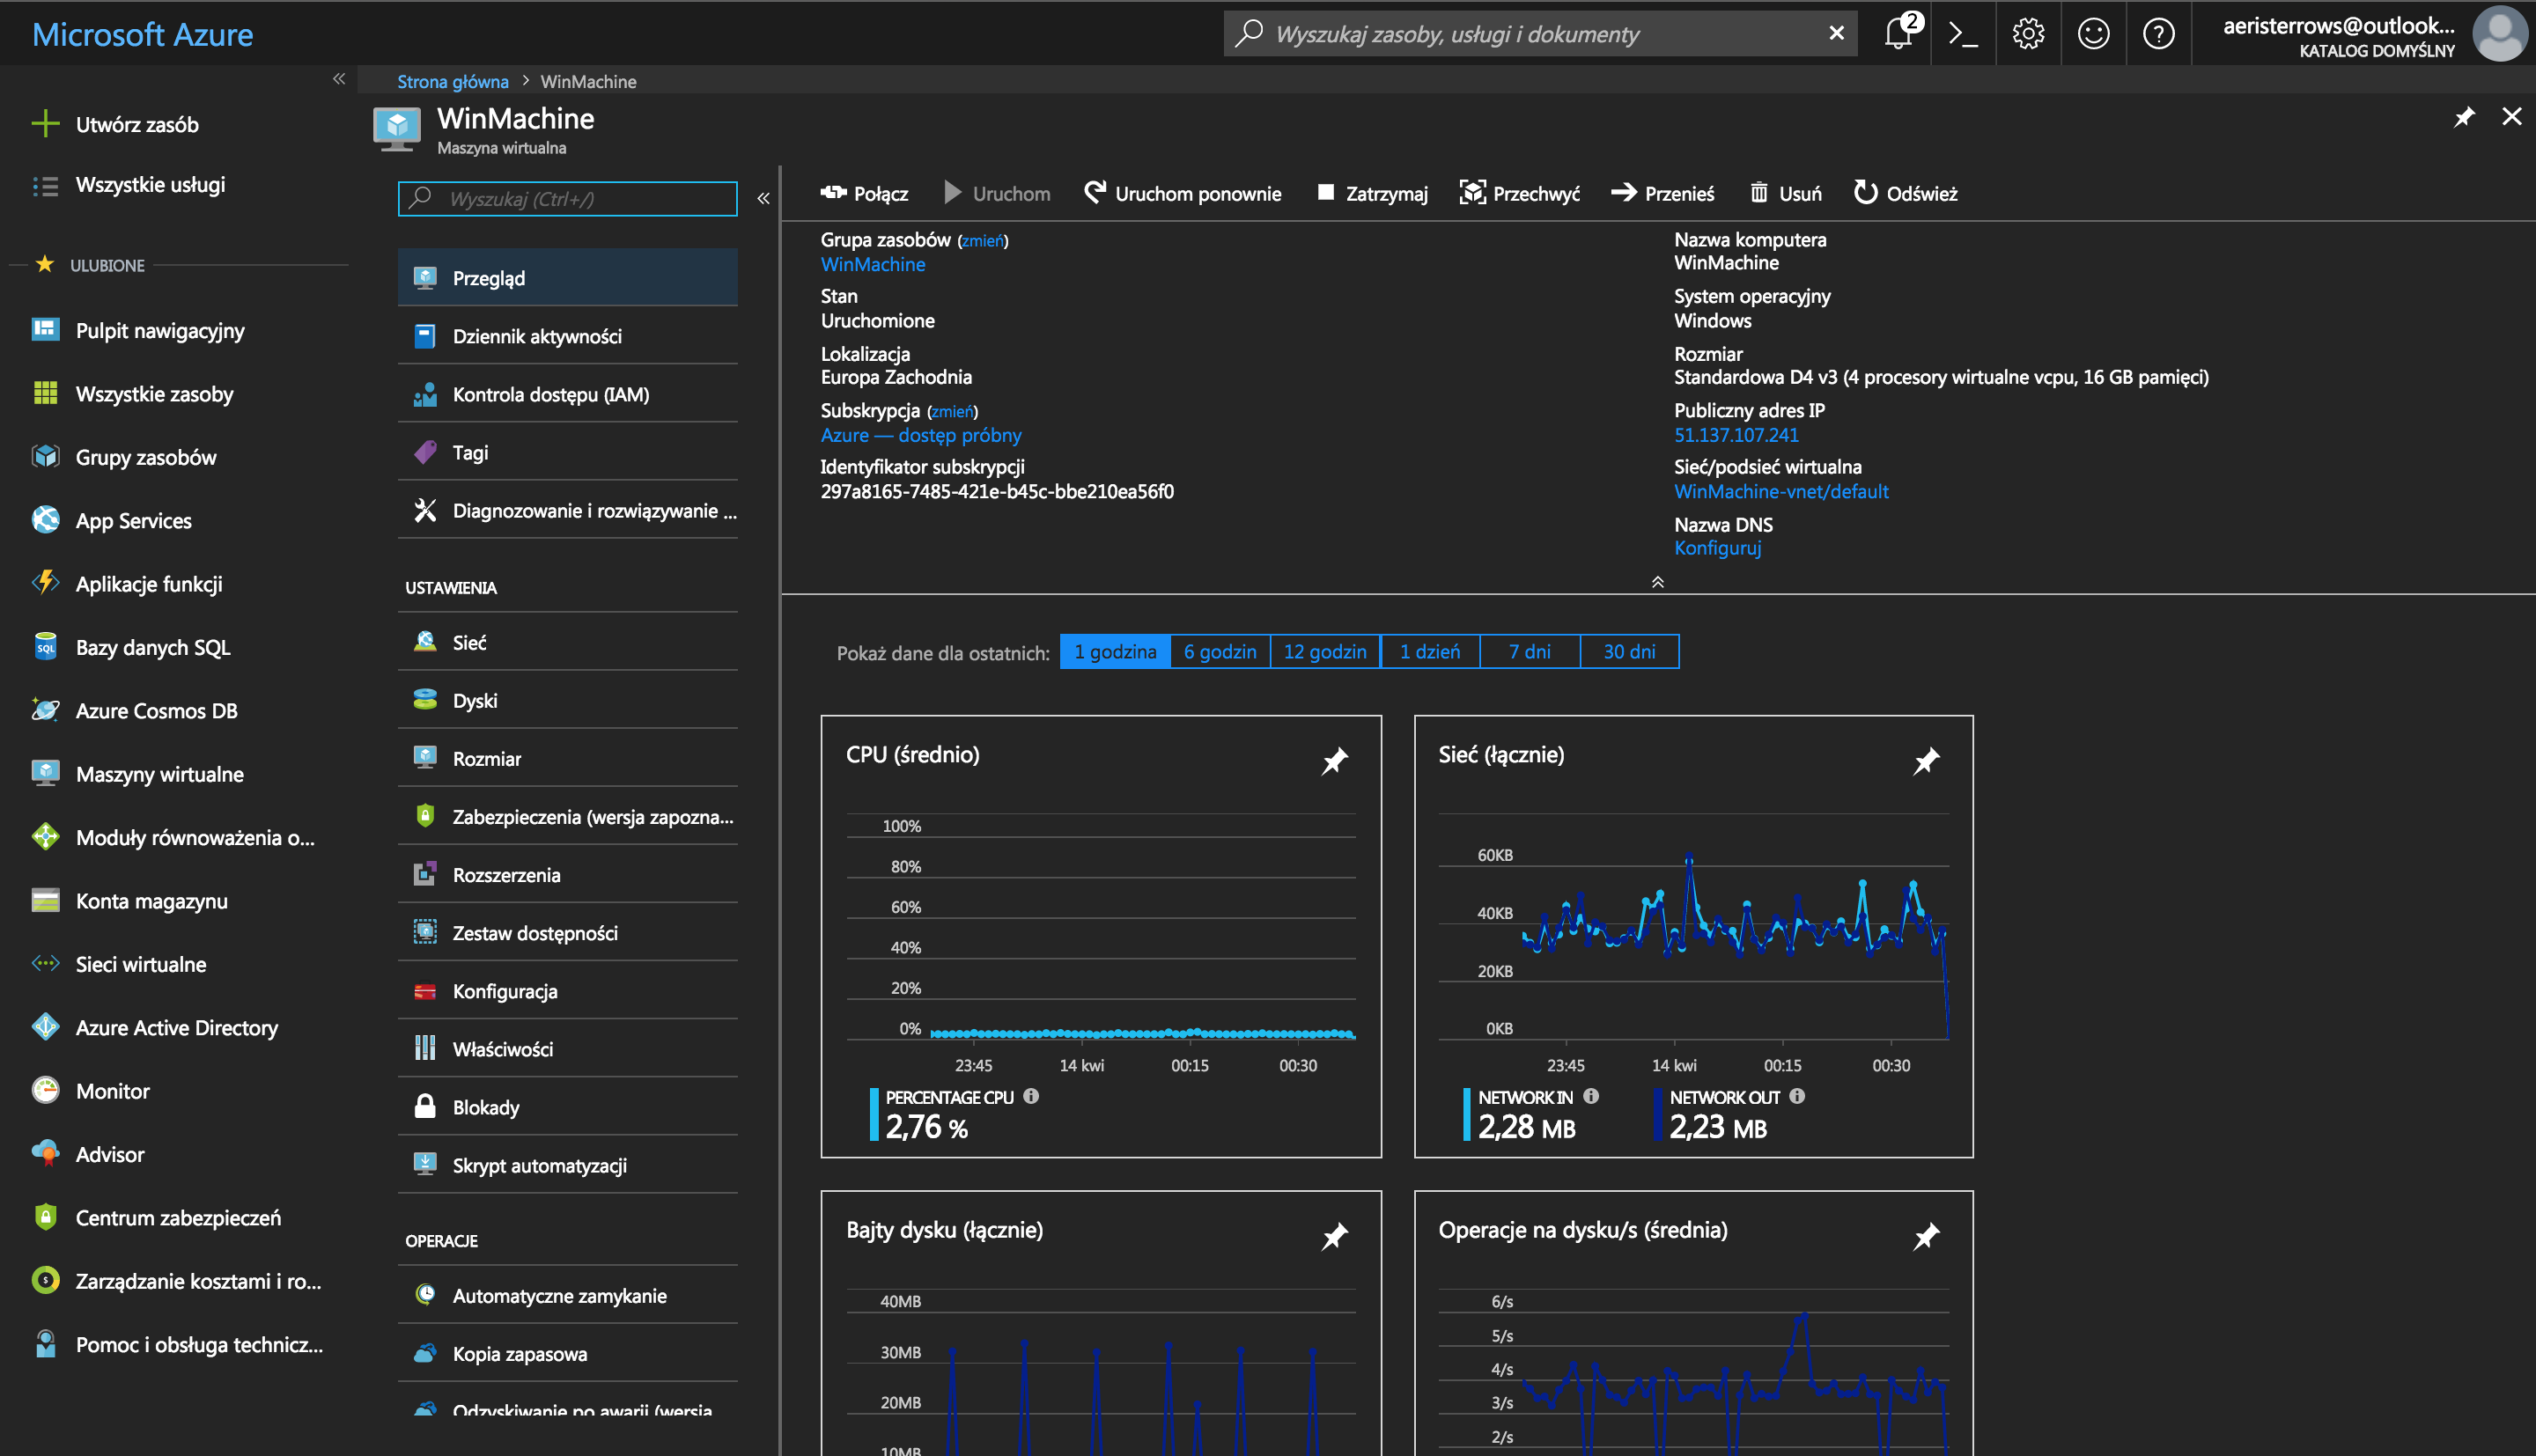 Microsoft Azure
Wyszukaj zasoby, usługi i dokumenty
2
aeristerrows@outlook...
KATALOG DOMYŚLNY
Utwórz zasób
Wszystkie usługi
ULUBIONE
Pulpit nawigacyjny
Wszystkie zasoby
Grupy zasobów
App Services
Aplikacje funkcji
SQL
Bazy danych SQL
Azure Cosmos DB
Maszyny wirtualne
Moduły równoważenia o...
Konta magazynu
Sieci wirtualne
Azure Active Directory
Monitor
Advisor
Centrum zabezpieczeń
Zarządzanie kosztami i ro...
Pomoc i obsługa technicz...
Strona główna > WinMachine
WinMachine
Maszyna wirtualna
Wyszukaj (Ctrl+/)
Przegląd
Dziennik aktywności
Kontrola dostępu (IAM)
Tagi
Diagnozowanie i rozwiązywanie ...
USTAWIENIA
Sieć
Dyski
Rozmiar
Zabezpieczenia (wersja zapozna...
Rozszerzenia
Zestaw dostępności
Konfiguracja
Właściwości
Blokady
Skrypt automatyzacji
OPERACJE
Automatyczne zamykanie
Kopia zapasowa
Odzyskiwanie po awarii (wersja
Połącz Uruchom Uruchom ponownie Zatrzymaj Przechwyć Przenieś Usuń Odśwież
Grupa zasobów (zmień)
WinMachine
Stan
Uruchomione
Lokalizacja
Europa Zachodnia
Subskrypcja (zmień)
Azure — dostęp próbny
Identyfikator subskrypcji
297a8165-7485-421e-b45c-bbe210ea56f0
Nazwa komputera
WinMachine
System operacyjny
Windows
Rozmiar
Standardowa D4 v3 (4 procesory wirtualne vcpu, 16 GB pamięci)
Publiczny adres IP
51.137.107.241
Sieć/podsieć wirtualna
WinMachine-vnet/default
Nazwa DNS
Konfiguruj
Pokaż dane dla ostatnich: 1 godzina 6 godzin 12 godzin 1 dzień 7 dni 30 dni
CPU (średnio)
100%
80%
60%
40%
20%
0%
23:45 14 kwi 00:15 00:30
PERCENTAGE CPU
2,76 %
Sieć (łącznie)
60KB
40KB
20KB
0KB
23:45 14 kwi 00:15 00:30
NETWORK IN NETWORK OUT
2,28 MB 2,23 MB
Bajty dysku (łącznie)
40MB
30MB
20MB
10MB
Operacje na dysku/s (średnia)
6/s
5/s
4/s
3/s
2/s